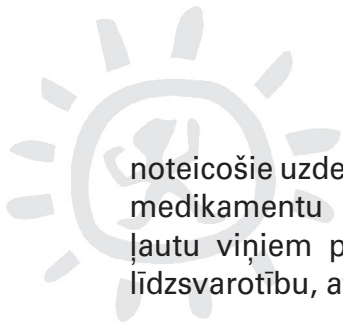 noteicošie uzde
medikamentu
ļautu viņiem p
līdzsvarotību, a